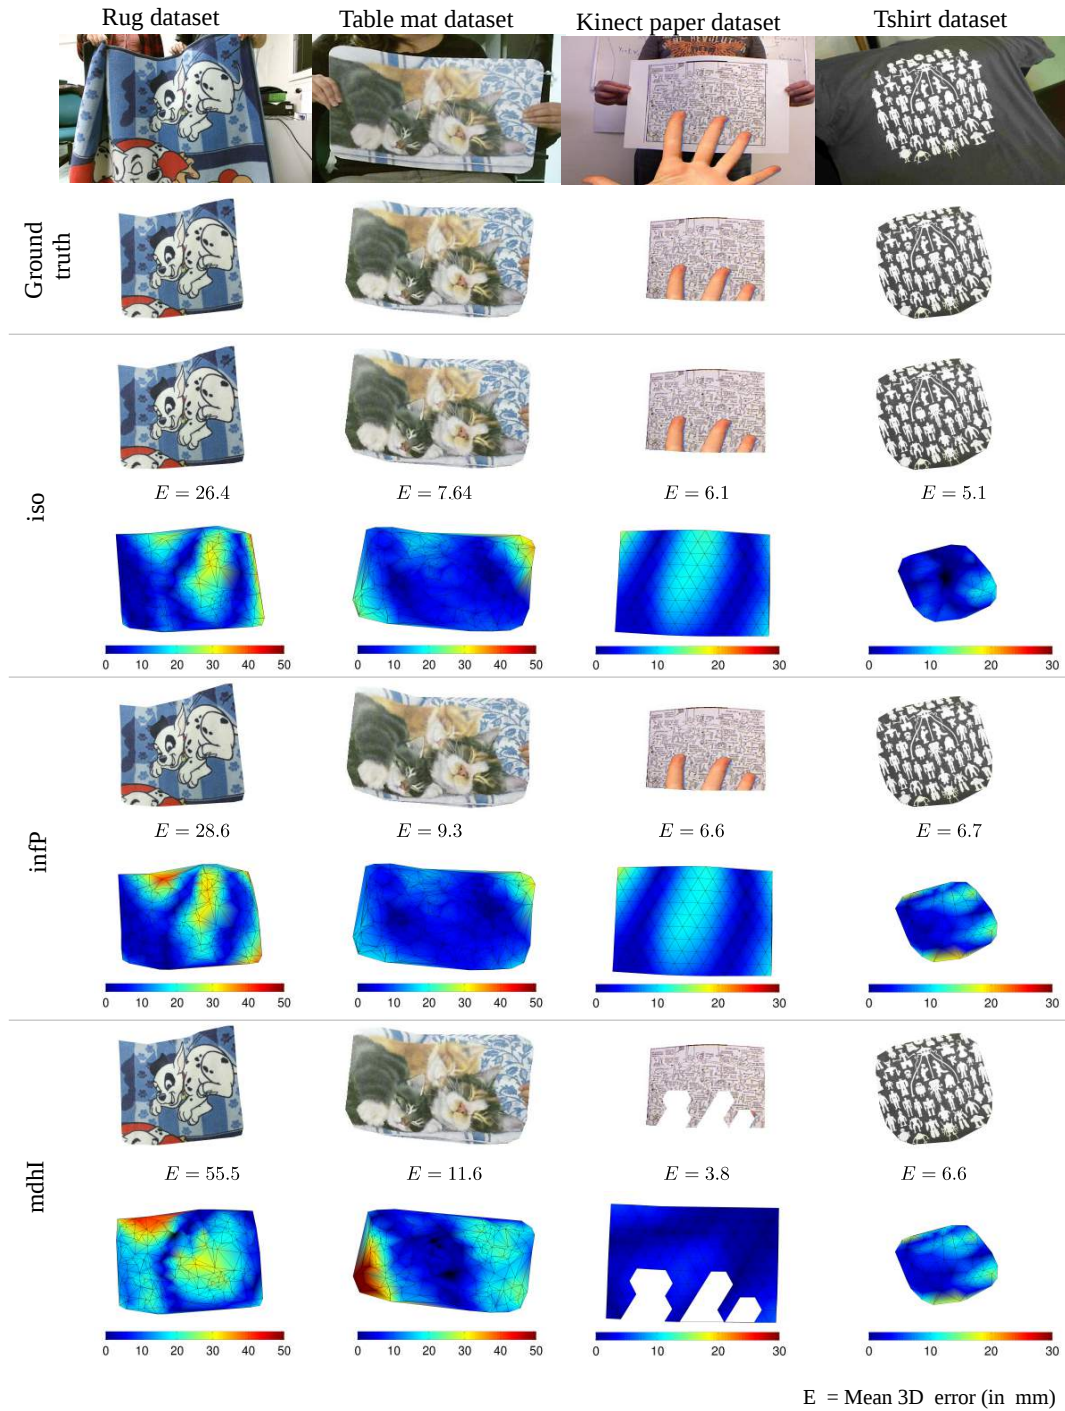 Rug dataset
Table mat dataset
Kinect paper dataset
Tshirt dataset
Ground
truth
iso
E = 26.4
E = 7.64
E = 6.1
E = 5.1
0 10 20 30 40 50
0 10 20 30 40 50
0 10 20 30
0 10 20 30
infP
E = 28.6
E = 9.3
E = 6.6
E = 6.7
0 10 20 30 40 50
0 10 20 30 40 50
0 10 20 30
0 10 20 30
mdhI
E = 55.5
E = 11.6
E = 3.8
E = 6.6
0 10 20 30 40 50
0 10 20 30 40 50
0 10 20 30
0 10 20 30
E = Mean 3D error (in mm)